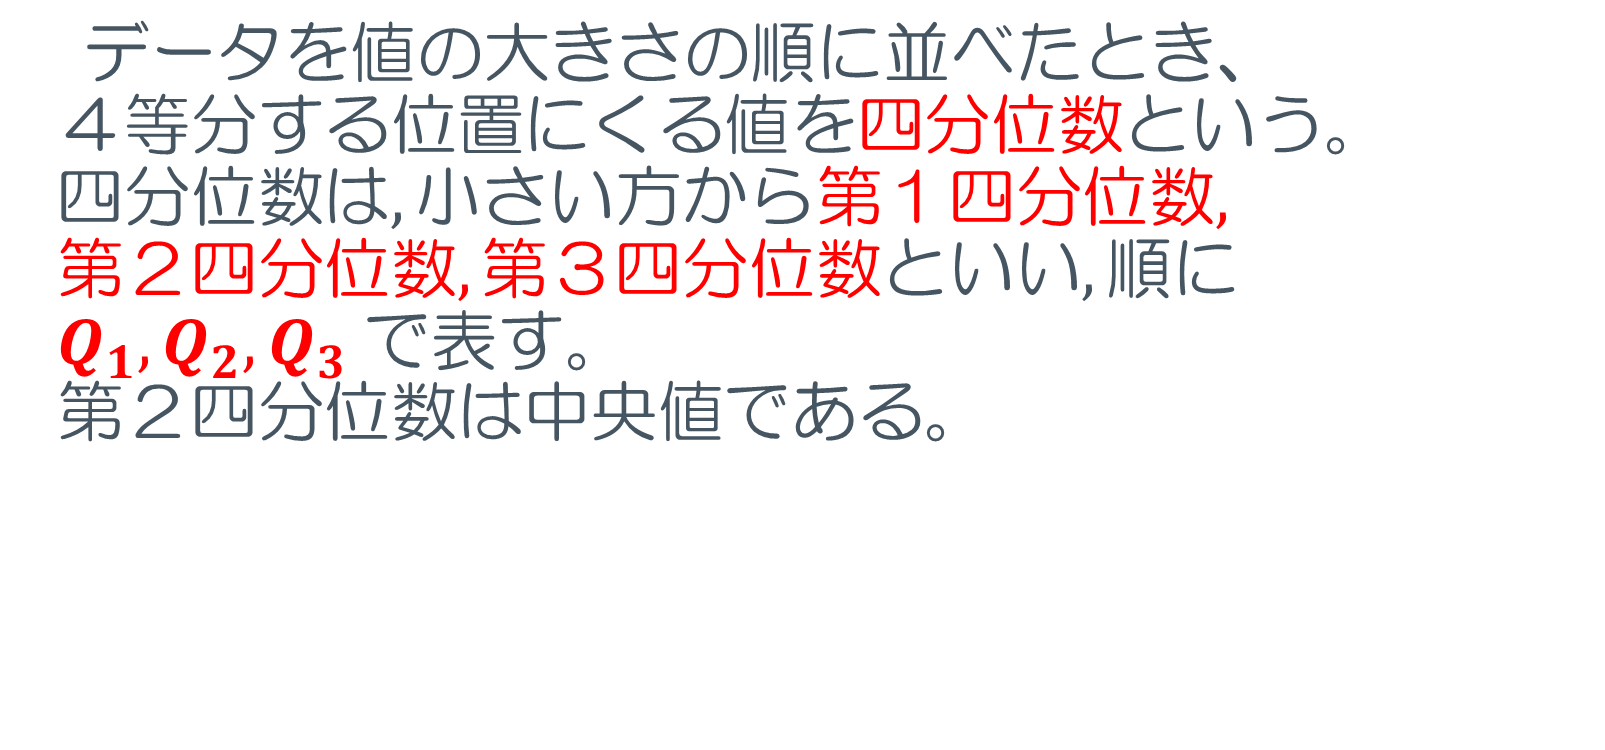 データを値の大きさの順に並べたとき、
４等分する位置にくる値を四分位数という。
四分位数は, 小さい方から第１四分位数,
第２四分位数, 第３四分位数といい, 順に
Q₁, Q₂, Q₃ で表す。
第２四分位数は中央値である。